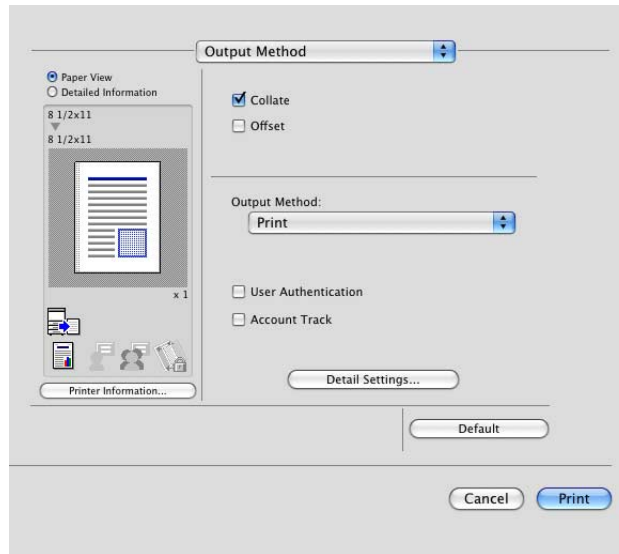 Output Method
Paper View
Detailed Information
8 1/2x11
8 1/2x11
x 1
Printer Information...
Collate
Offset
Output Method:
Print
User Authentication
Account Track
Detail Settings...
Default
Cancel
Print